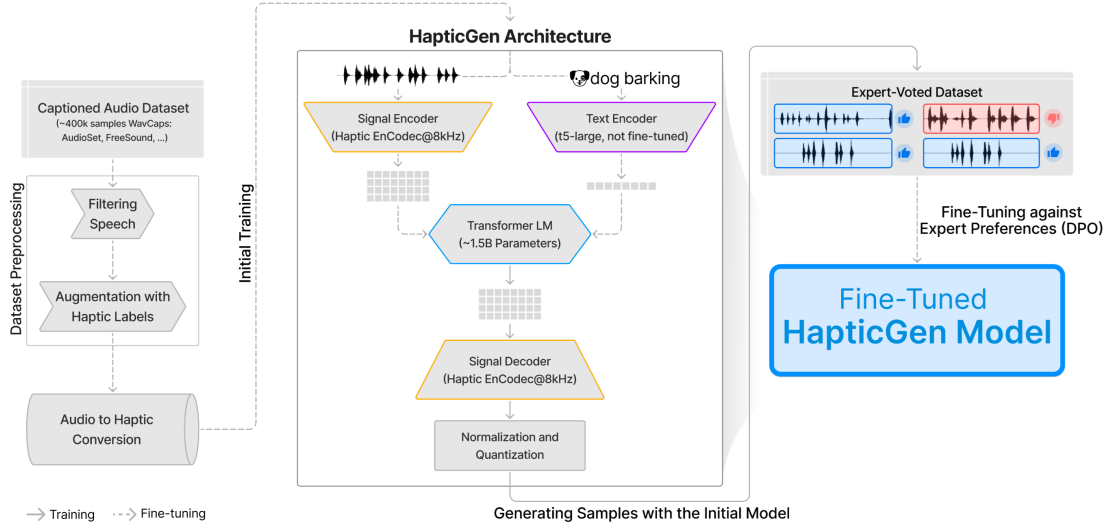 HapticGen Architecture
Captioned Audio Dataset
(~400k samples WavCaps:
AudioSet, FreeSound, ...)
Dataset Preprocessing
Filtering
Speech
Augmentation with
Haptic Labels
Audio to Haptic
Conversion
Initial Training
dog barking
Signal Encoder
(Haptic EnCodec@8kHz)
Text Encoder
(t5-large, not fine-tuned)
Transformer LM
(~1.5B Parameters)
Signal Decoder
(Haptic EnCodec@8kHz)
Normalization and
Quantization
Generating Samples with the Initial Model
Expert-Voted Dataset
Fine-Tuning against
Expert Preferences (DPO)
Fine-Tuned
HapticGen Model
Training
Fine-tuning